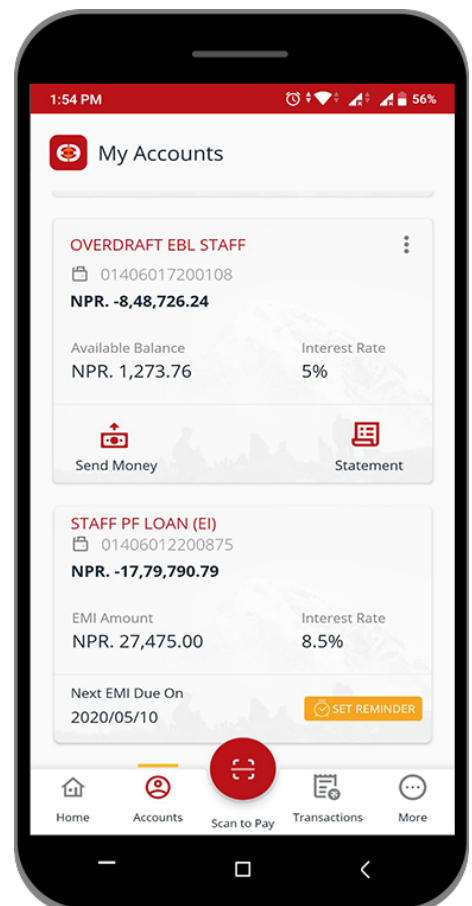 1:54 PM 56%
My Accounts
OVERDRAFT EBL STAFF
01406017200108
NPR. -8,48,726.24
Available Balance Interest Rate
NPR. 1,273.76 5%
Send Money Statement
STAFF PF LOAN (EI)
01406012200875
NPR. -17,79,790.79
EMI Amount Interest Rate
NPR. 27,475.00 8.5%
Next EMI Due On
2020/05/10 SET REMINDER
Home Accounts Scan to Pay Transactions More